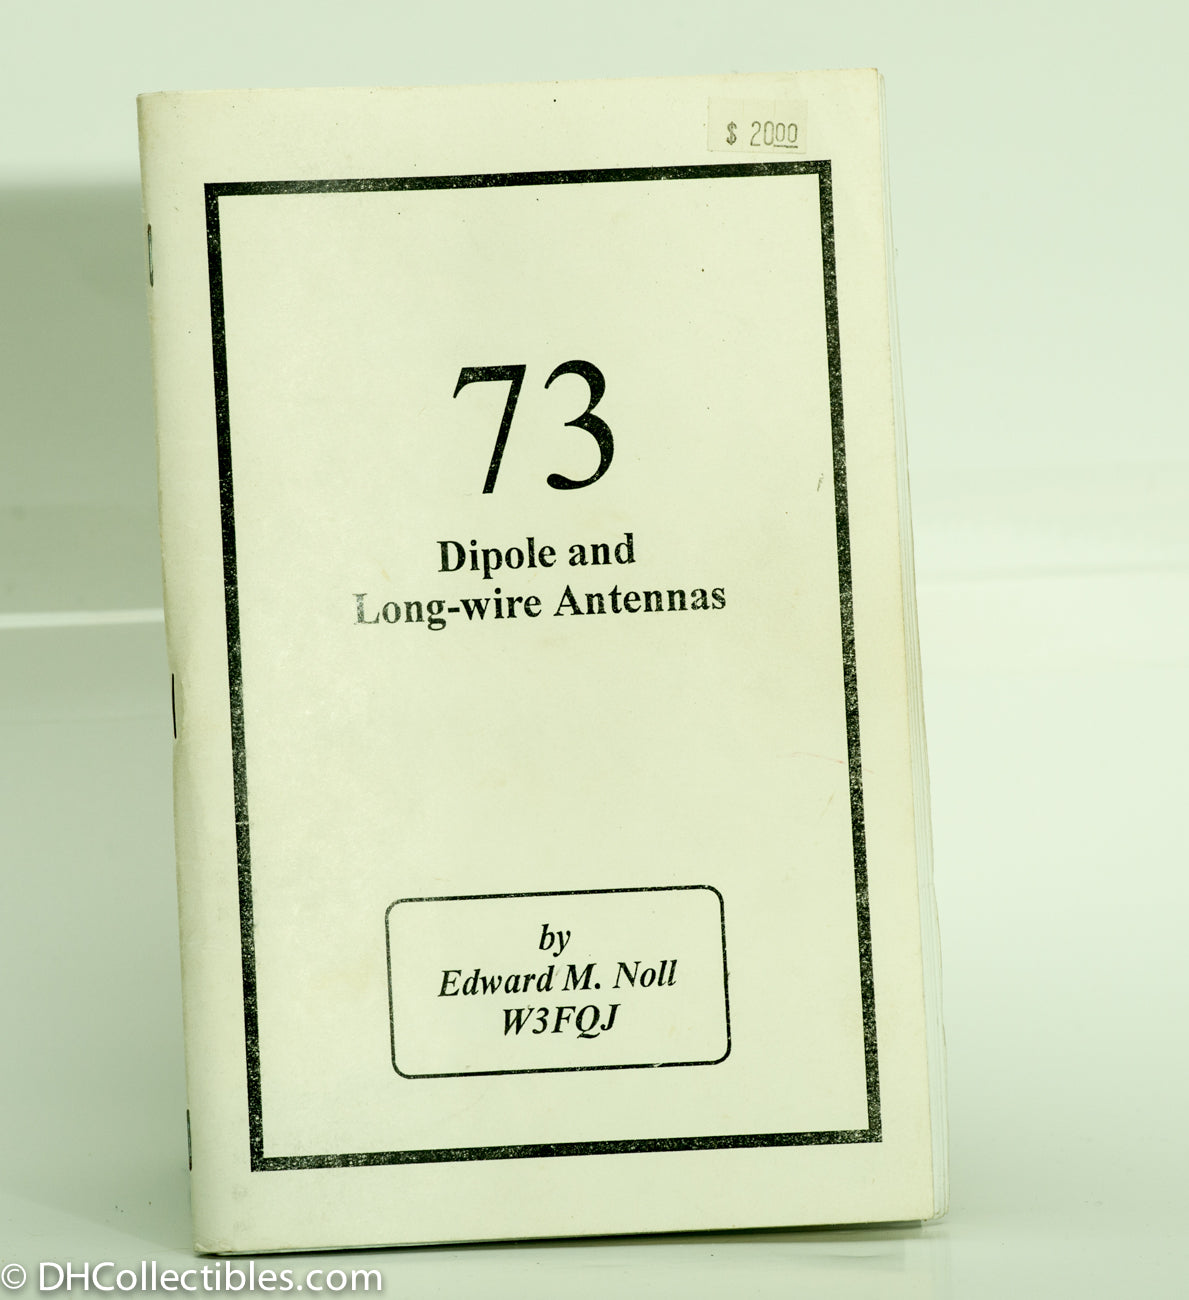 $ 2000
73
Dipole and
Long-wire Antennas
by
Edward M. Noll
W3FQJ
© DHCollectibles.com